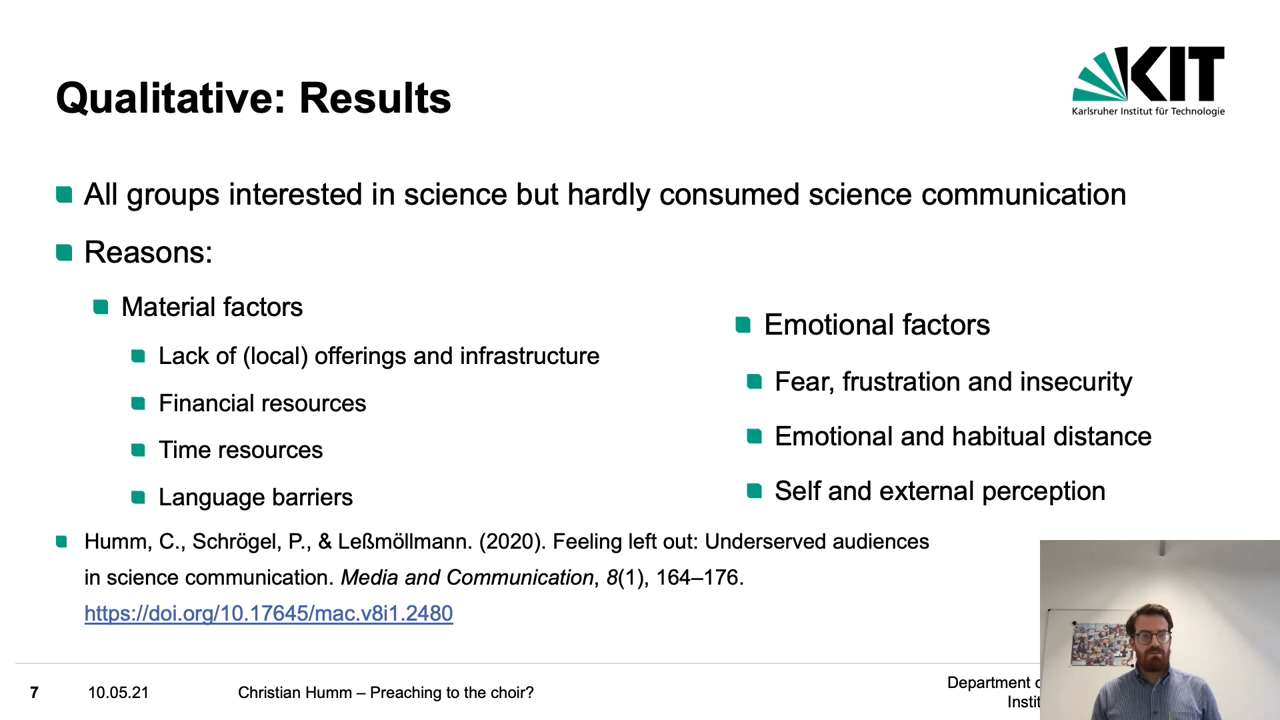 Qualitative: Results
KIT
Karlsruher Institut für Technologie
All groups interested in science but hardly consumed science communication
Reasons:
Material factors
Lack of (local) offerings and infrastructure
Financial resources
Time resources
Language barriers
Emotional factors
Fear, frustration and insecurity
Emotional and habitual distance
Self and external perception
Humm, C., Schrögel, P., & Leßmöllmann. (2020). Feeling left out: Underserved audiences
in science communication. Media and Communication, 8(1), 164–176.
https://doi.org/10.17645/mac.v8i1.2480
7 10.05.21 Christian Humm – Preaching to the choir?
Department